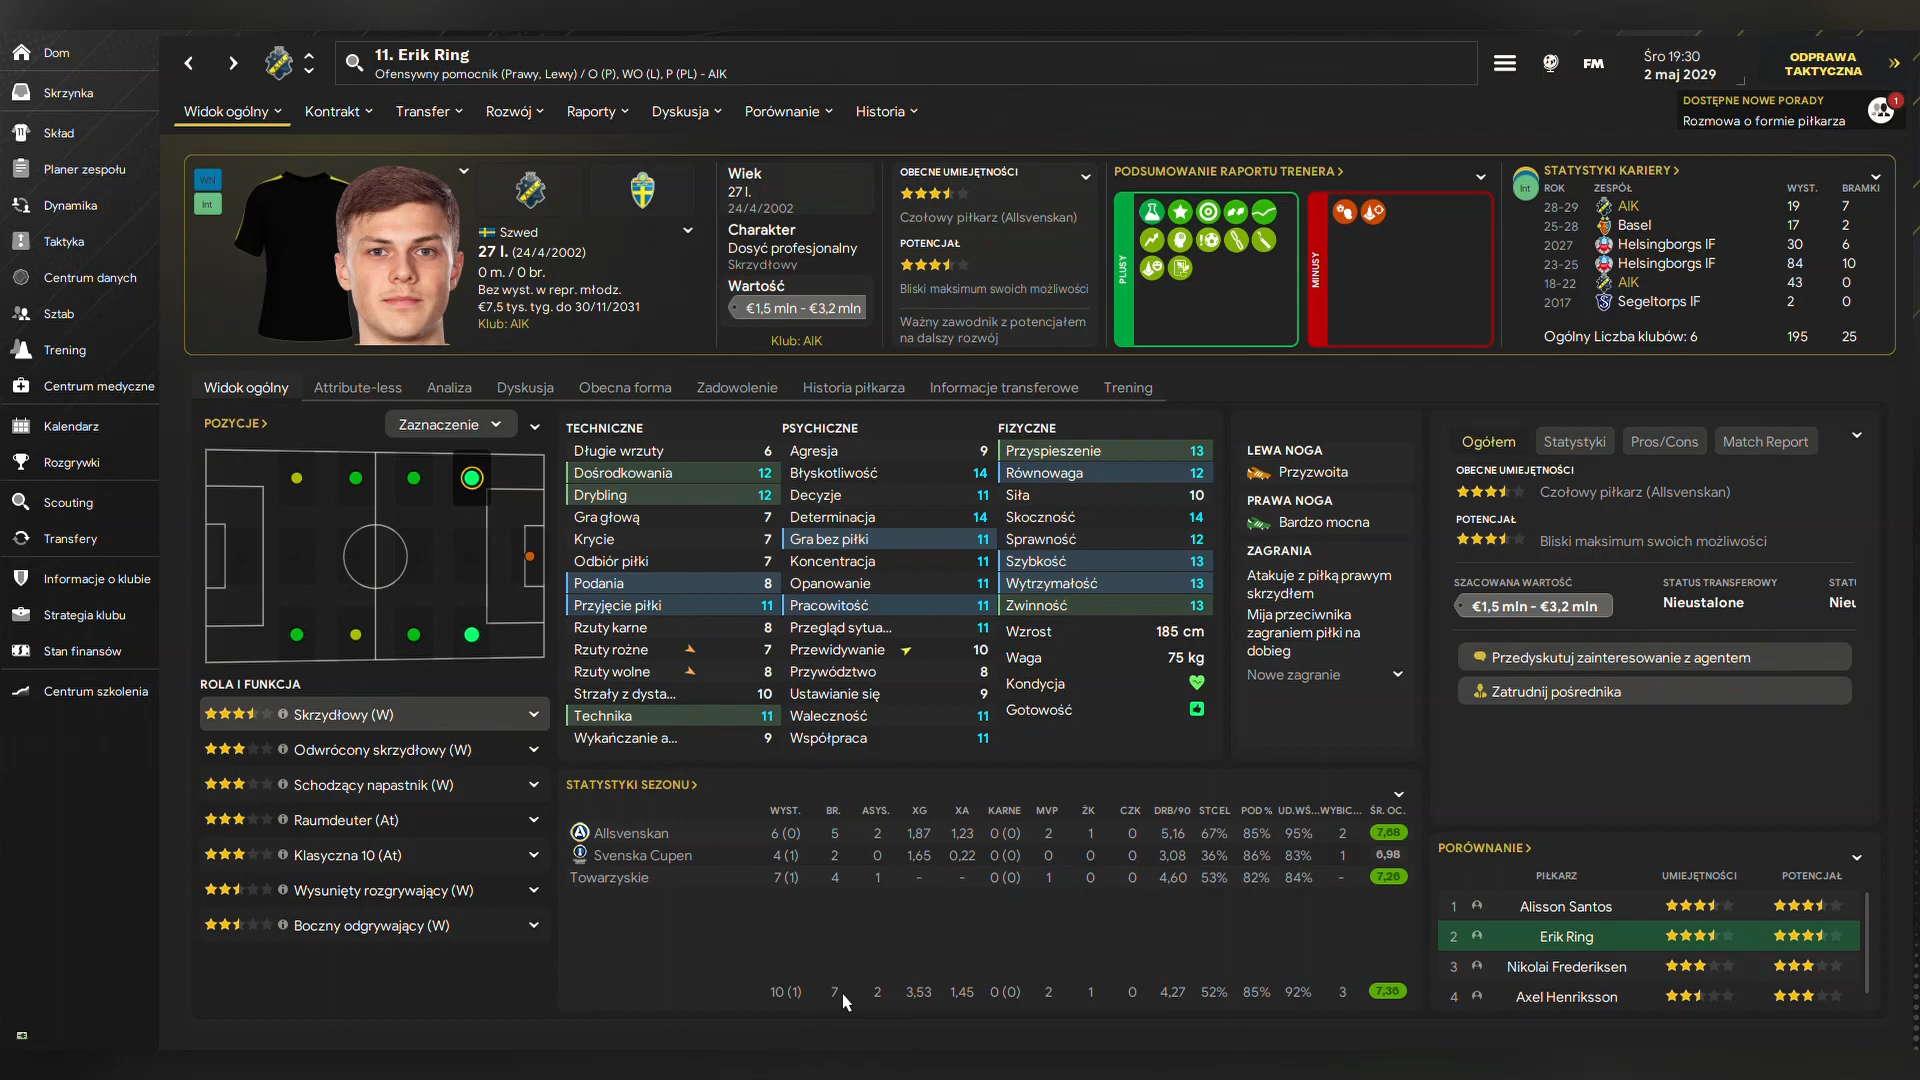 Dom
Skrzynka
Skład
Planer zespołu
Dynamika
Taktyka
Centrum danych
Sztab
Trening
Centrum medyczne
Kalendarz
Rozgrywki
Scouting
Transfery
Informacje o klubie
Strategia klubu
Stan finansów
Centrum szkolenia
11. Erik Ring
Ofensywny pomocnik (Prawy, Lewy) / O (P), WO (L), P (PL) - AIK
FM
Śro 19:30
2 maj 2029
ODPRAWA
TAKTYCZNA
Widok ogólny
Kontrakt
Transfer
Rozwój
Raporty
Dyskusja
Porównanie
Historia
DOSTĘPNE NOWE PORADY
Rozmowa o formie piłkarza
1
WN
Int
Szwed
27 l. (24/4/2002)
0 m. / 0 br.
Bez wyst. w repr. młodz.
€7,5 tys. tyg. do 30/11/2031
Klub: AIK
Wiek
27 l.
24/4/2002
Charakter
Dosyć profesjonalny
Skrzydłowy
Wartość
€1,5 mln - €3,2 mln
Klub: AIK
OBECNE UMIEJĘTNOŚCI
Czołowy piłkarz (Allsvenskan)
POTENCJAŁ
Bliski maksimum swoich możliwości
Ważny zawodnik z potencjałem
na dalszy rozwój
PODSUMOWANIE RAPORTU TRENERA >
PLUSY
MINUSY
Int
STATYSTYKI KARIERY >
ROK ZESPÓŁ WYST. BRAMKI
28-29 AIK 19 7
25-28 Basel 17 2
2027 Helsingborgs IF 30 6
23-25 Helsingborgs IF 84 10
18-22 AIK 43 0
2017 Segeltorps IF 2 0
Ogólny Liczba klubów: 6 195 25
Widok ogólny
Attribute-less
Analiza
Dyskusja
Obecna forma
Zadowolenie
Historia piłkarza
Informacje transferowe
Trening
POZYCJE >
Zaznaczenie
ROLA I FUNKCJA
Skrzydłowy (W)
Odwrócony skrzydłowy (W)
Schodzący napastnik (W)
Raumdeuter (At)
Klasyczna 10 (At)
Wysunięty rozgrywający (W)
Boczny odgrywający (W)
TECHNICZNE
Długie wrzuty 6
Dośrodkowania 12
Drybling 12
Gra głową 7
Krycie 7
Odbiór piłki 7
Podania 8
Przyjęcie piłki 11
Rzuty karne 8
Rzuty rożne 7
Rzuty wolne 8
Strzały z dysta... 10
Technika 11
Wykańczanie a... 9
PSYCHICZNE
Agresja 9
Błyskotliwość 14
Decyzje 11
Determinacja 14
Gra bez piłki 11
Koncentracja 11
Opanowanie 11
Pracowitość 11
Przegląd sytua... 11
Przewidywanie 10
Przywództwo 8
Ustawianie się 9
Waleczność 11
Współpraca 11
FIZYCZNE
Przyspieszenie 13
Równowaga 12
Siła 10
Skoczność 14
Sprawność 12
Szybkość 13
Wytrzymałość 13
Zwinność 13
Wzrost 185 cm
Waga 75 kg
Kondycja
Gotowość
LEWA NOGA
Przyzwoita
PRAWA NOGA
Bardzo mocna
ZAGRANIA
Atakuje z piłką prawym
skrzydłem
Mija przeciwnika
zagraniem piłki na
dobieg
Nowe zagranie
Ogółem
Statystyki
Pros/Cons
Match Report
OBECNE UMIEJĘTNOŚCI
Czołowy piłkarz (Allsvenskan)
POTENCJAŁ
Bliski maksimum swoich możliwości
SZACOWANA WARTOŚĆ
€1,5 mln - €3,2 mln
STATUS TRANSFEROWY
Nieustalone
STATU
Nieu
Przedyskutuj zainteresowanie z agentem
Zatrudnij pośrednika
STATYSTYKI SEZONU >
WYST. BR. ASYS. XG XA KARNE MVP ŻK CZK DRB/90 STCEL POD % UD.WŚ... WYBIC... ŚR. OC.
Allsvenskan 6 (0) 5 2 1,87 1,23 0 (0) 2 1 0 5,16 67% 85% 95% 2 7,68
Svenska Cupen 4 (1) 2 0 1,65 0,22 0 (0) 0 0 0 3,08 36% 86% 83% 1 6,98
Towarzyskie 7 (1) 4 1 - - 0 (0) 1 0 0 4,60 53% 82% 84% - 7,26
10 (1) 7 2 3,53 1,45 0 (0) 2 1 0 4,27 52% 85% 92% 3 7,36
PORÓWNANIE >
PIŁKARZ UMIEJĘTNOŚCI POTENCJAŁ
1 Alisson Santos
2 Erik Ring
3 Nikolai Frederiksen
4 Axel Henriksson